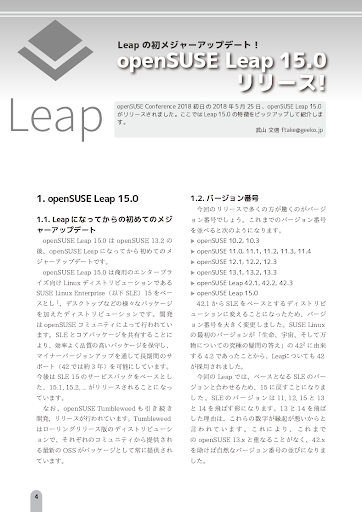 Leap の初メジャーアップデート！
openSUSE Leap 15.0
リリース!
Leap
openSUSE Conference 2018 初日の 2018 年 5 月 25 日、openSUSE Leap 15.0
がリリースされました。ここでは Leap 15.0 の特徴をピックアップして紹介しま
す。
武山 文信 ftake@geeko.jp
1. openSUSE Leap 15.0
1.1. Leap になってからの初めてのメジ
ャーアップデート
openSUSE Leap 15.0 は openSUSE 13.2 の
後、openSUSE Leap になってから初めてのメ
ジャーアップデートです。
openSUSE Leap 15.0 は商用のエンタープラ
イズ向け Linux ディストリビューションである
SUSE Linux Enterprise（以下 SLE）15 をベー
スとし、デスクトップなどの様々なパッケージ
を加えたディストリビューションです。開発
は openSUSE コミュニティによって行われてい
ます。SLE とコアパッケージを共有することに
より、効率よく品質の高いパッケージを保守し、
マイナーバージョンアップを通して長期間のサ
ポート（42 では約 3 年）を可能にしています。
今後は SLE 15 のサービスパックをベースとし
た、15.1, 15.2,... がリリースされることになっ
ています。
なお、openSUSE Tumbleweed も引き続き
開発、リリースが行われています。Tumbleweed
はローリングリリース版のディストリビューシ
ョンで、それぞれのコミュニティから提供され
る最新の OSS がパッケージとして常に提供され
ています。
1.2. バージョン番号
今回のリリースで多くの方が驚くのがバージ
ョン番号でしょう。これまでのバージョン番号
を並べると次のようになります。
▶ openSUSE 10.2, 10.3
▶ openSUSE 11.0, 11.1, 11.2, 11.3, 11.4
▶ openSUSE 12.1, 12.2, 12.3
▶ openSUSE 13.1, 13.2, 13.3
▶ openSUSE Leap 42.1, 42.2, 42.3
▶ openSUSE Leap 15.0
42.1 から SLE をベースとするディストリビ
ューションに変えることになったため、バージ
ョン番号を大きく変更しました。SUSE Linux
の最初のバージョンが「生命、宇宙、そして万
物についての究極の疑問の答え」の 42² に由来
する 4.2 であったことから、Leap についても 42
が採用されました。
今回の Leap では、ベースとなる SLE のバー
ジョンと合わせるため、15 に戻すことになりま
した。SLE のバージョンは 11, 12, 15 と 13
と 14 を飛ばす形になります。13 と 14 を飛ば
した理由は、これらの数字が縁起が悪いからと
言われています。これにより、これまで
の openSUSE 13.x と重なることがなく、42.x
を除けば自然なバージョン番号の並びになりま
した。
4